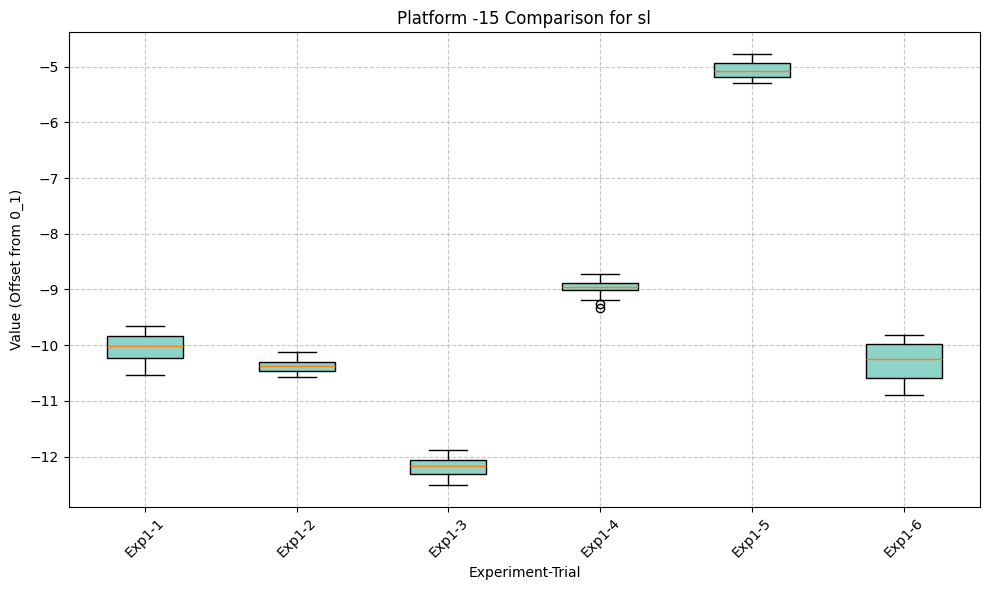 Platform -15 Comparison for sl
Value (Offset from 0_1)
−5
−6
−7
−8
−9
−10
−11
−12
Exp1-1
Exp1-2
Exp1-3
Exp1-4
Exp1-5
Exp1-6
Experiment-Trial